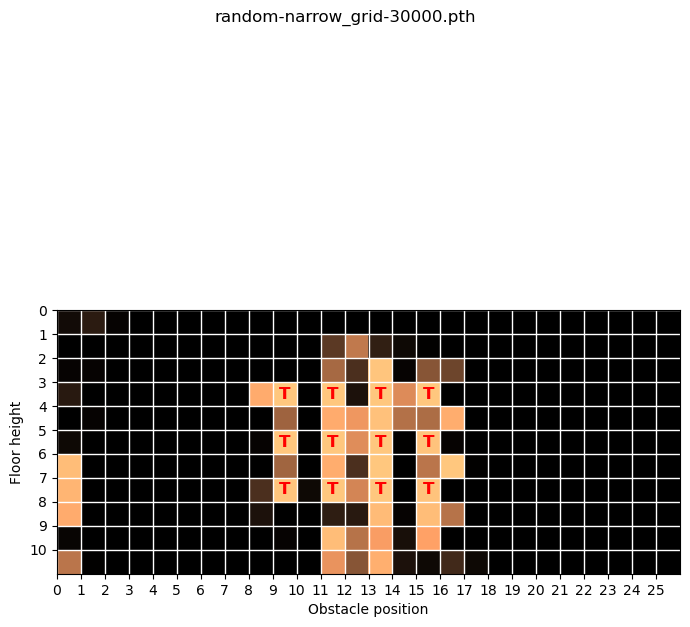 random-narrow_grid-30000.pth
0
1
2
3
T T T T
4
5
T T T T
6
7
T T T T
8
9
10
Floor height
0 1 2 3 4 5 6 7 8 9 10 11 12 13 14 15 16 17 18 19 20 21 22 23 24 25
Obstacle position